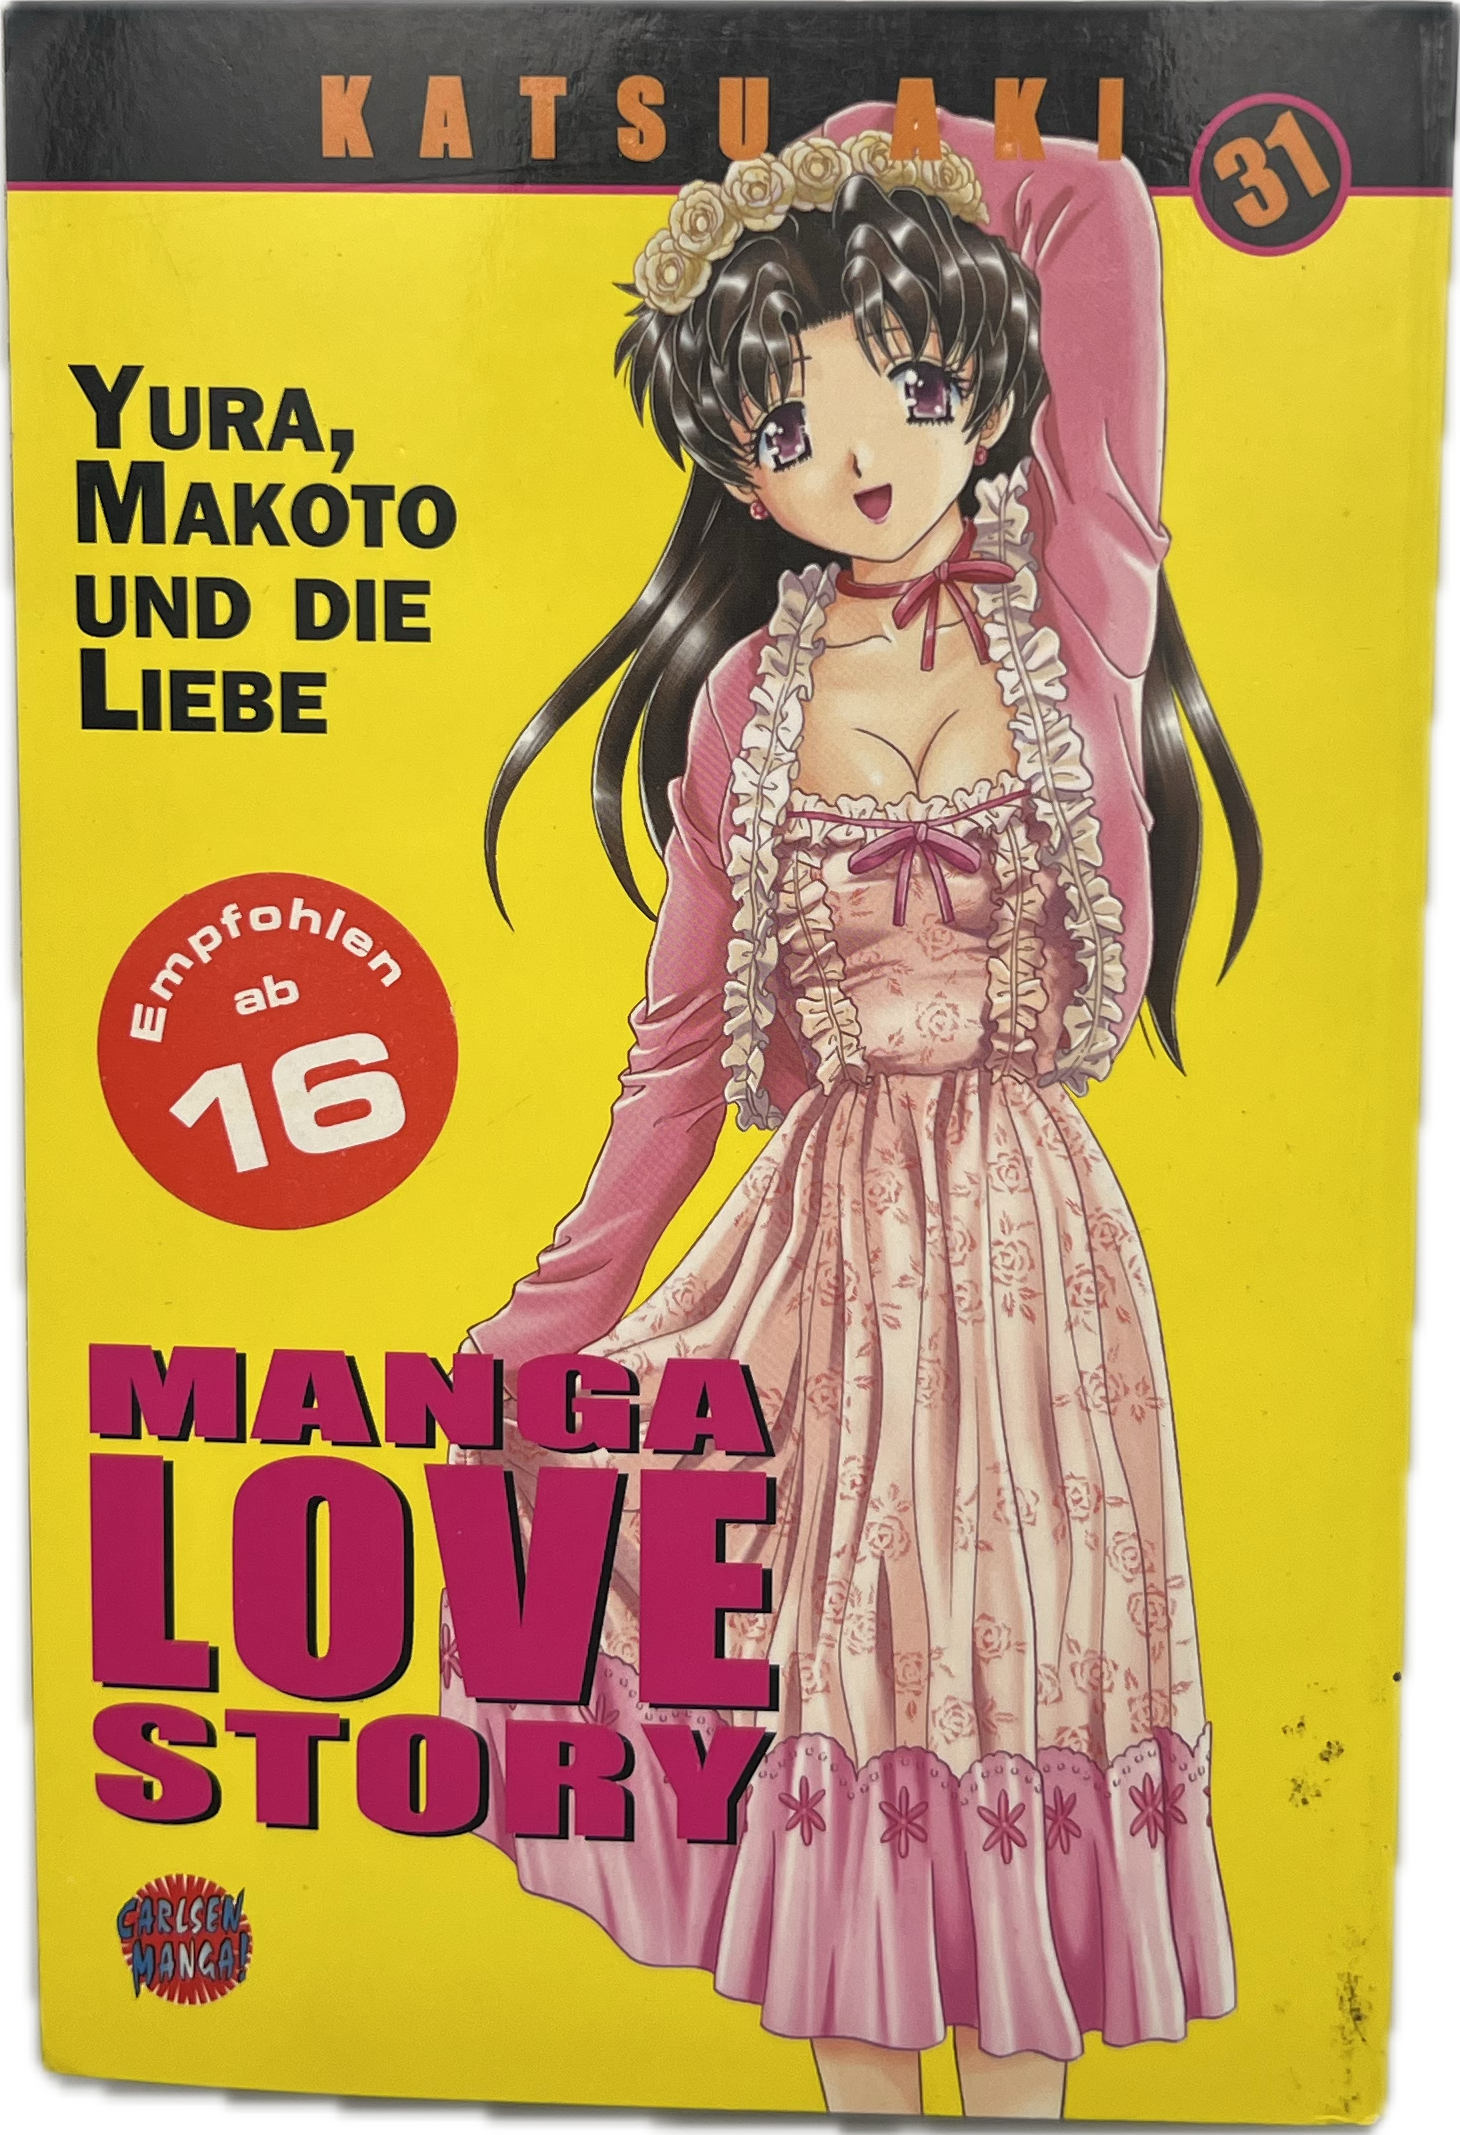 KATSU AKI
31
YURA,
MAKOTO
UND DIE
LIEBE
Empfohlen
ab
16
MANGA
LOVE
STORY
CARLSEN
MANGA!